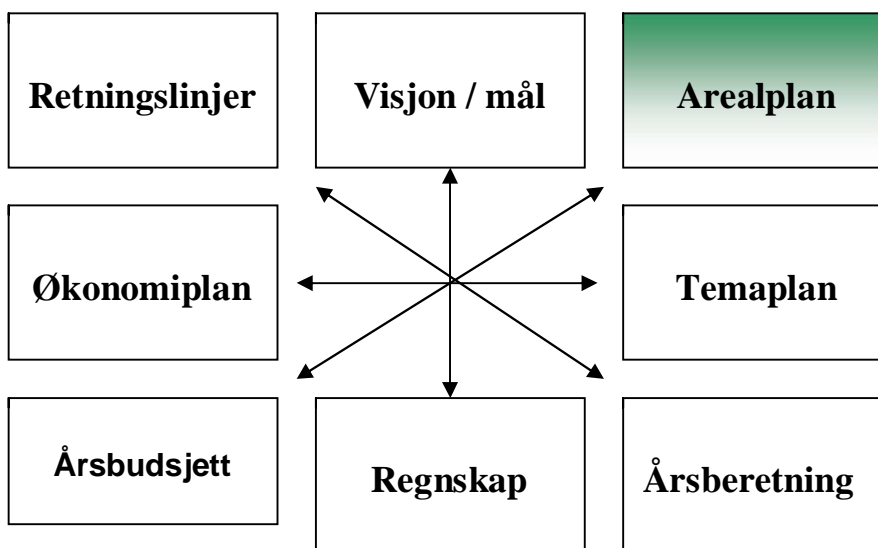 Retningslinjer
Visjon / mål
Arealplan
Økonomiplan
Temaplan
Årsbudsjett
Regnskap
Årsberetning